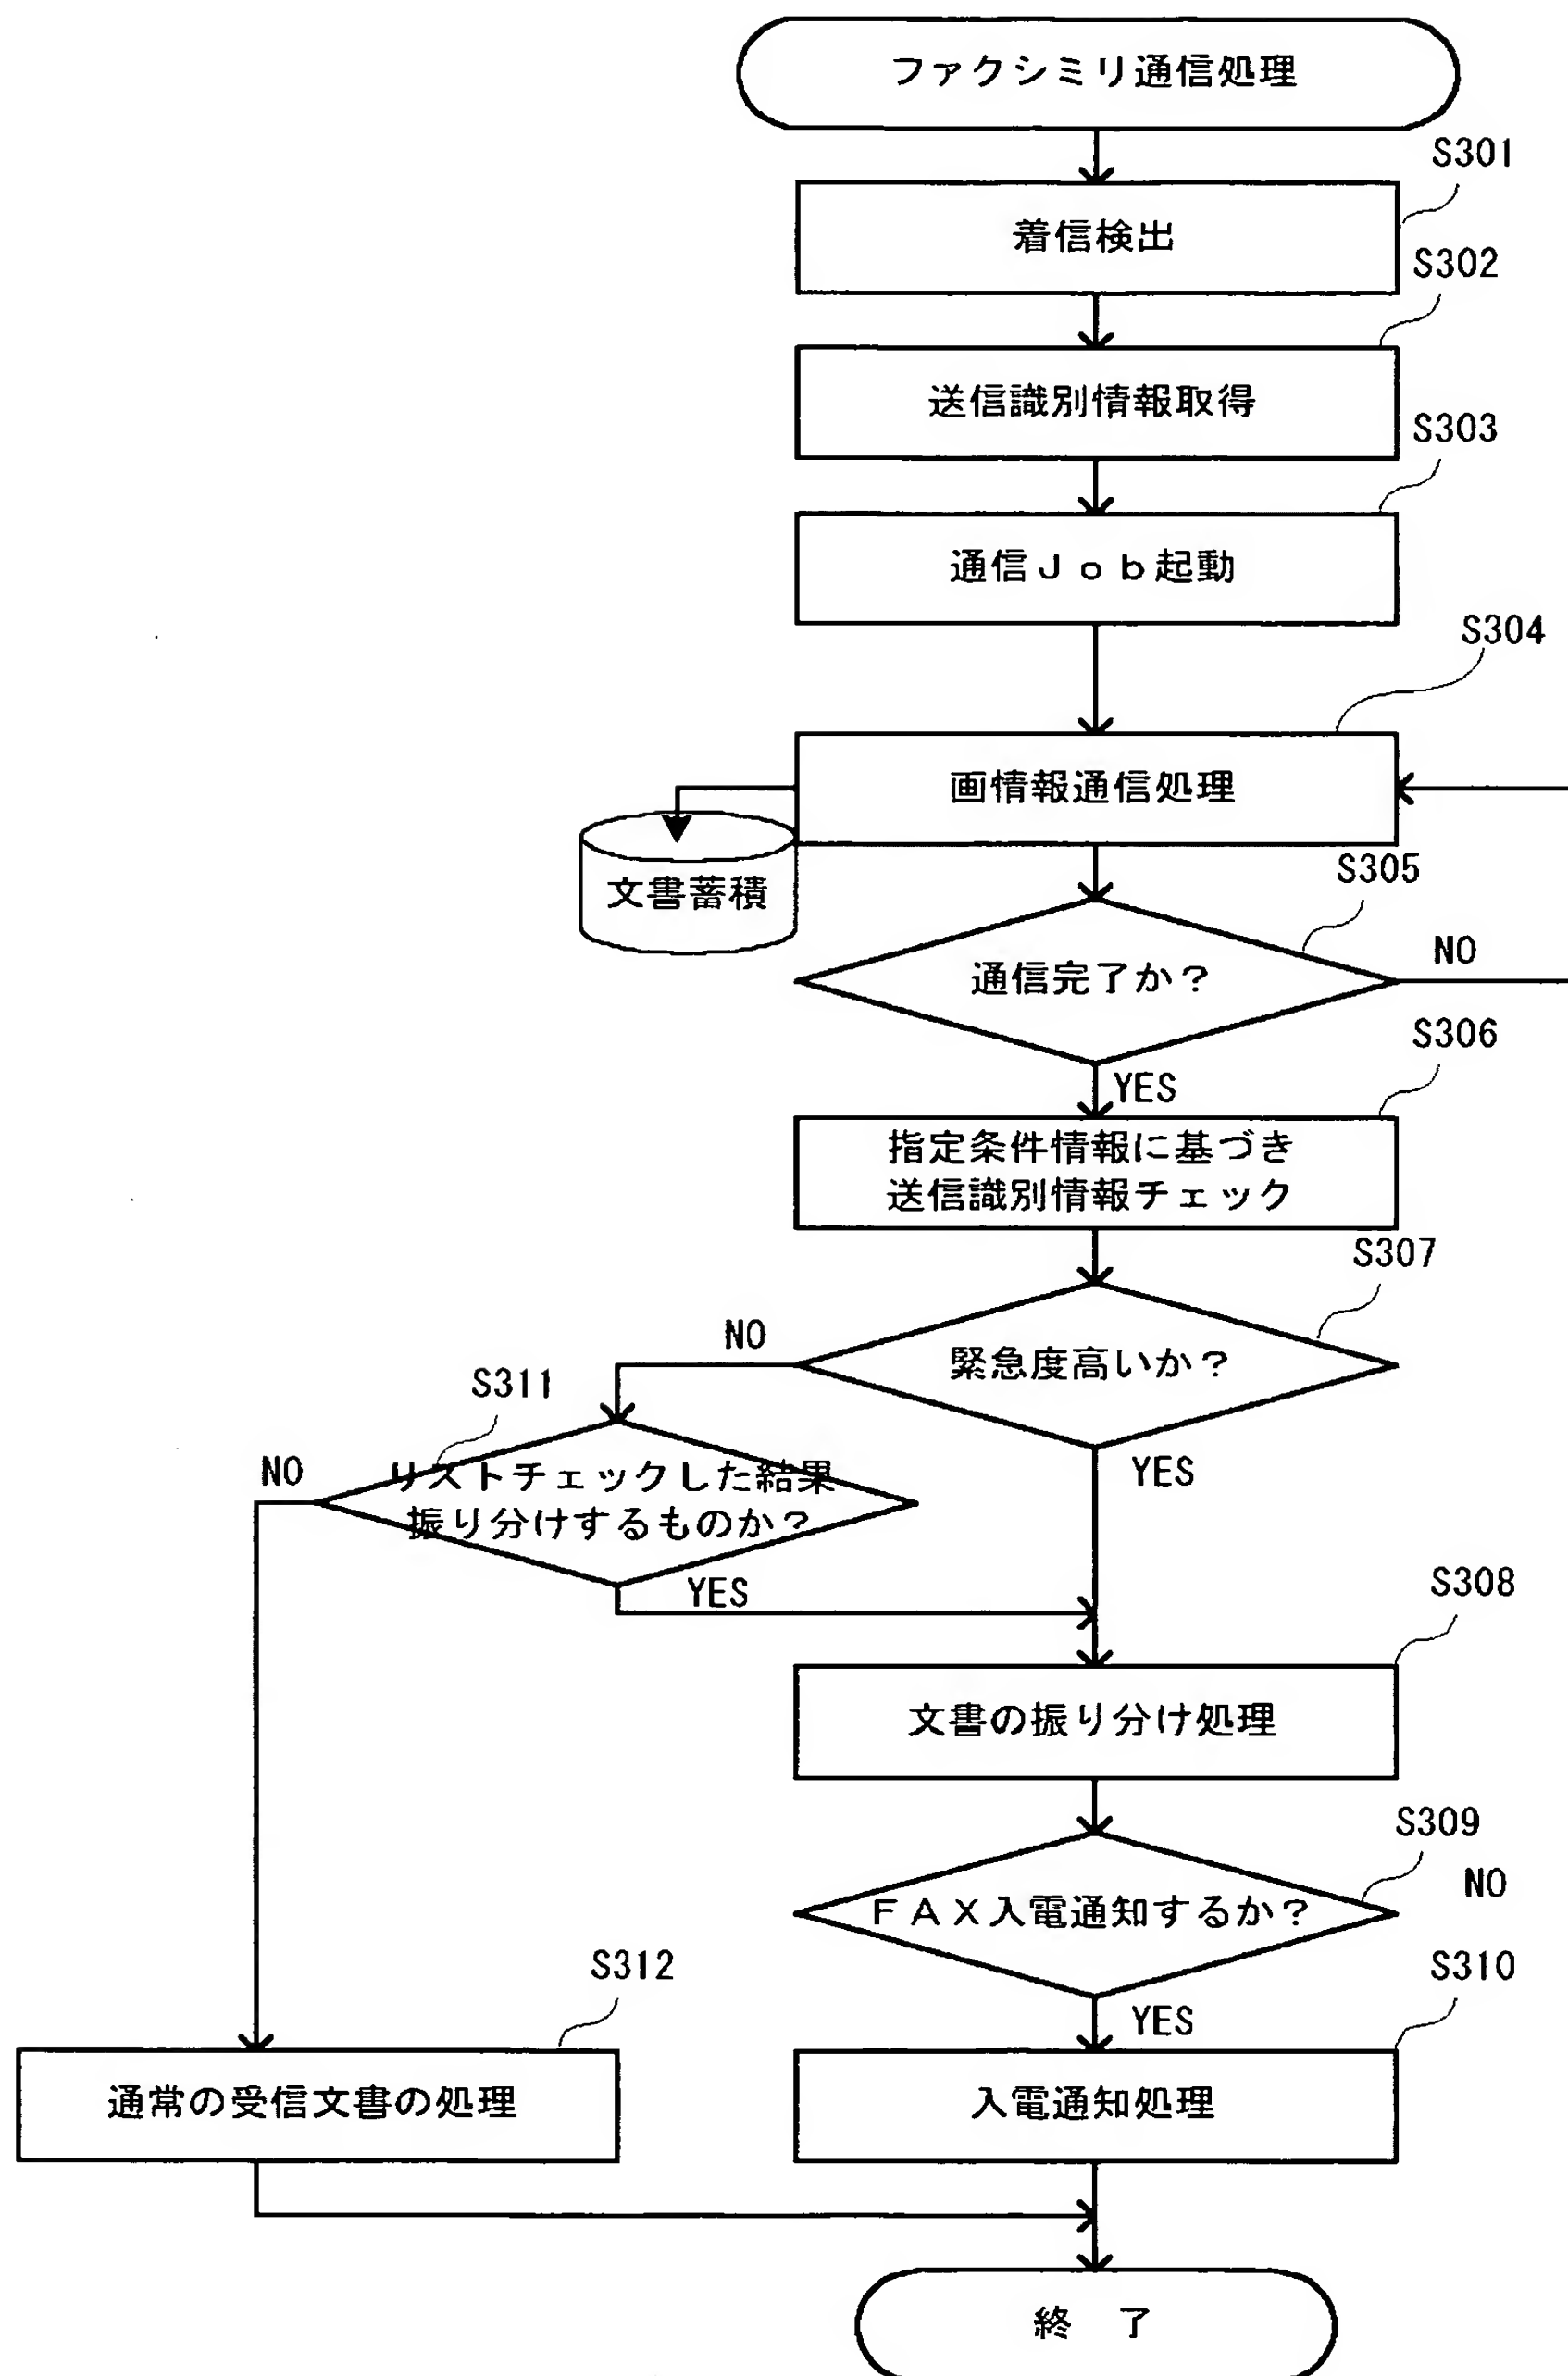 ファクシミリ通信処理
S301
着信検出
S302
送信識別情報取得
S303
通信Ｊｏｂ起動
S304
画情報通信処理
文書蓄積
S305
通信完了か？
NO
YES
S306
指定条件情報に基づき
送信識別情報チェック
S307
緊急度高いか？
NO
YES
S311
リストチェックした結果
振り分けするものか？
NO
YES
S308
文書の振り分け処理
S309
ＦＡＸ入電通知するか？
NO
YES
S310
入電通知処理
S312
通常の受信文書の処理
終　了